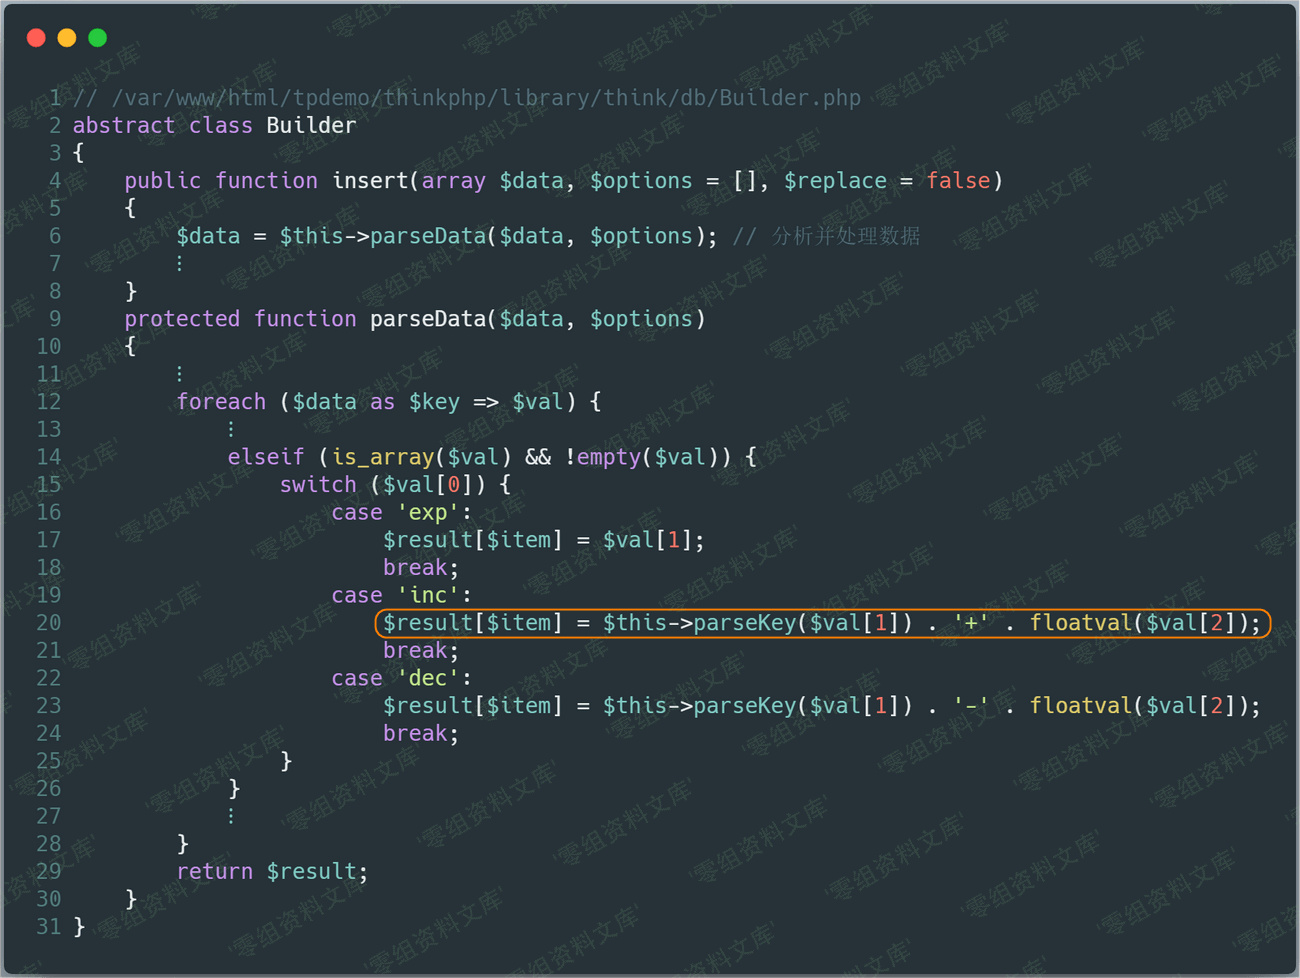 1 // /var/www/html/tpdemo/thinkphp/library/think/db/Builder.php
2 abstract class Builder
3 {
4     public function insert(array $data, $options = [], $replace = false)
5     {
6         $data = $this->parseData($data, $options); // 分析并处理数据
7         ⋮
8     }
9     protected function parseData($data, $options)
10     {
11         ⋮
12         foreach ($data as $key => $val) {
13             ⋮
14             elseif (is_array($val) && !empty($val)) {
15                 switch ($val[0]) {
16                     case 'exp':
17                         $result[$item] = $val[1];
18                         break;
19                     case 'inc':
20                         $result[$item] = $this->parseKey($val[1]) . '+' . floatval($val[2]);
21                         break;
22                     case 'dec':
23                         $result[$item] = $this->parseKey($val[1]) . '-' . floatval($val[2]);
24                         break;
25                 }
26             }
27             ⋮
28         }
29         return $result;
30     }
31 }
'零组资料文库'